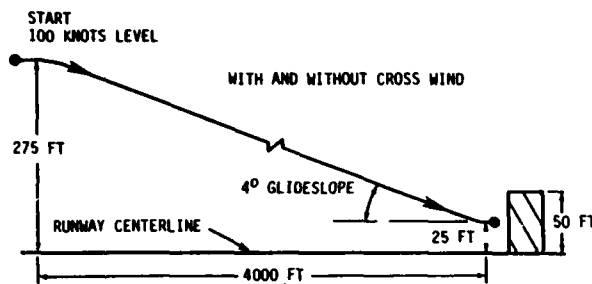 START
100 KNOTS LEVEL
WITH AND WITHOUT CROSS WIND
275 FT
4° GLIDESLOPE
RUNWAY CENTERLINE
25 FT
50 FT
4000 FT